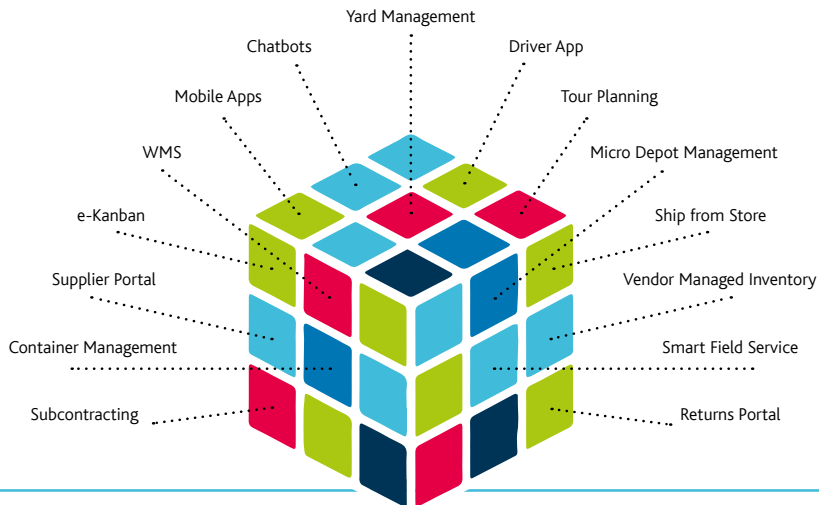 Yard Management
Chatbots
Driver App
Mobile Apps
Tour Planning
WMS
Micro Depot Management
e-Kanban
Ship from Store
Supplier Portal
Vendor Managed Inventory
Container Management
Smart Field Service
Subcontracting
Returns Portal